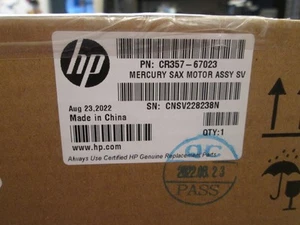 hp
PN: CR357-67023
MERCURY SAX MOTOR ASSY SV
Aug 23,2022
SN: CNSV228238N
Made in China
www.hp.com
QTY:1
Always Use Certified HP Genuine Replacement Parts
QC
2022.08.23
PASS